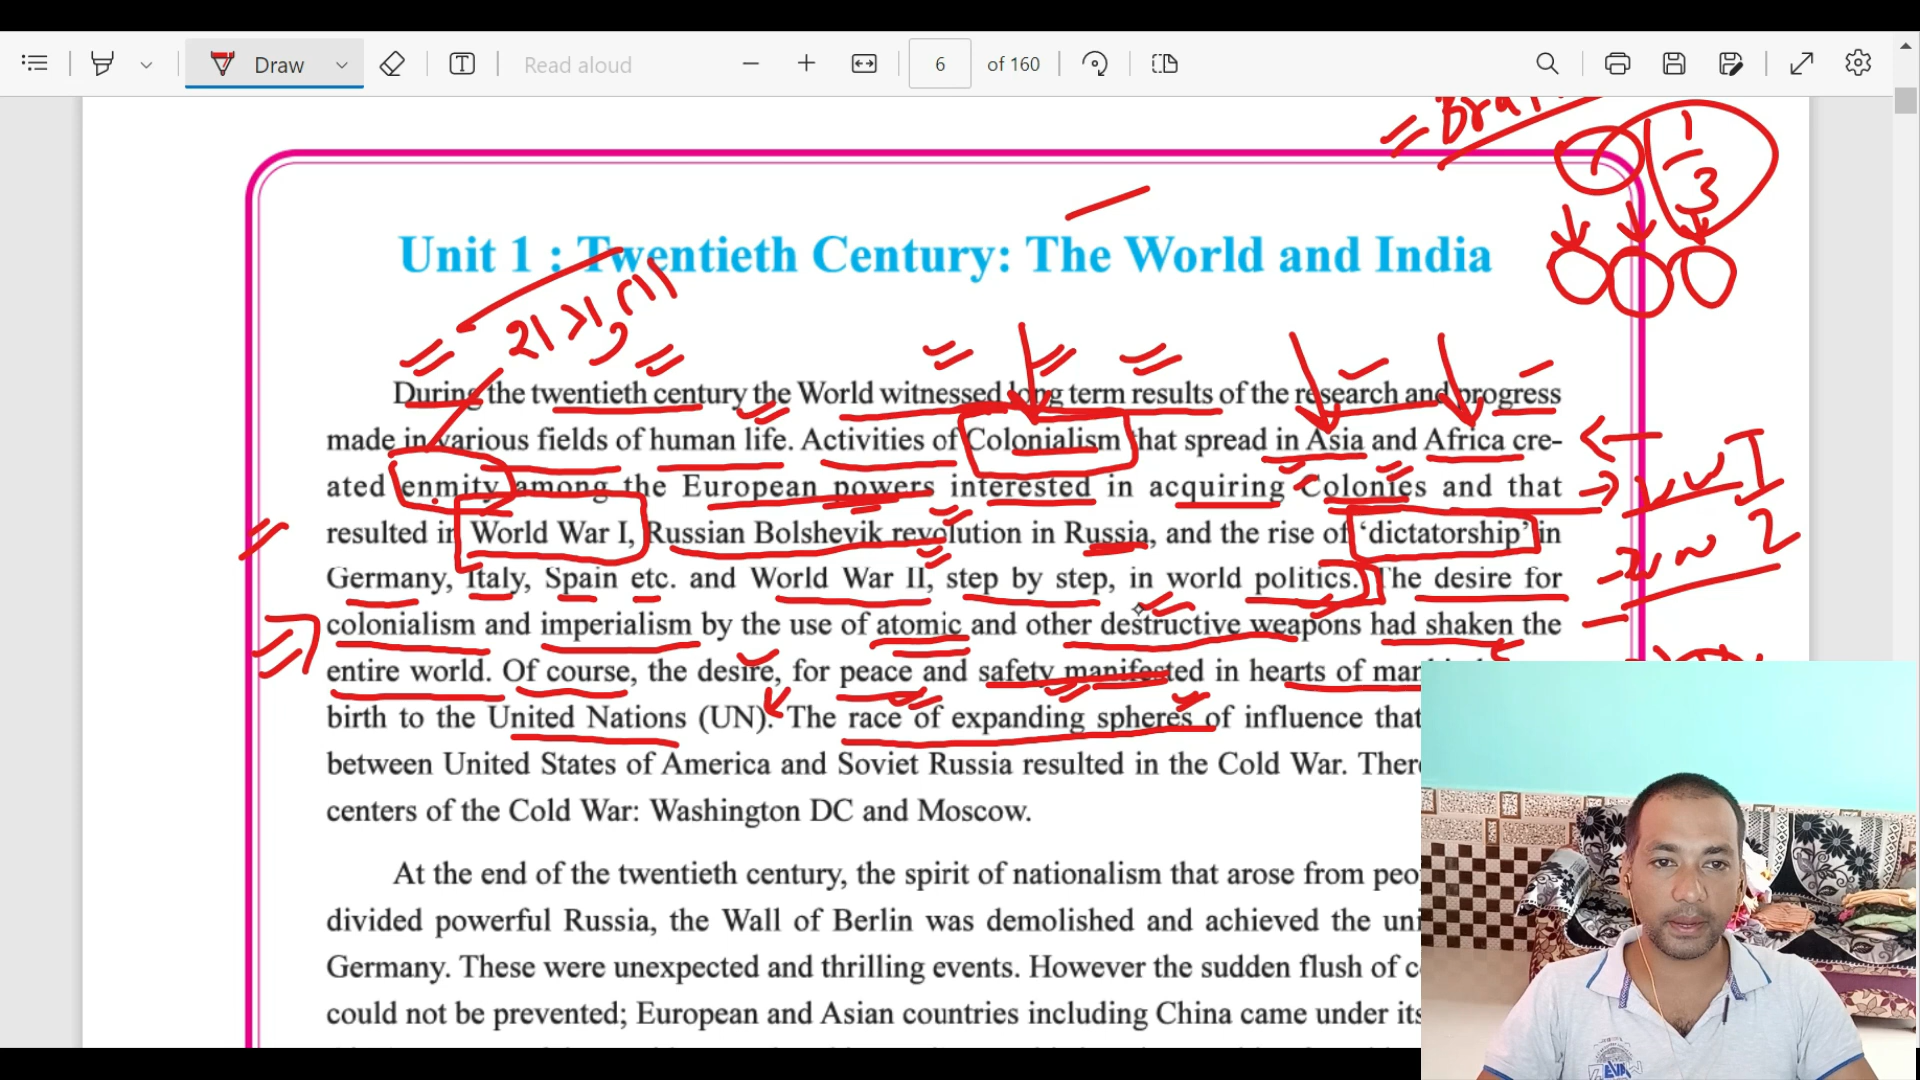 Draw
Read aloud
6 of 160
1
3
Unit 1 : Twentieth Century: The World and India
During the twentieth century the World witnessed long term results of the research and progress
made in various fields of human life. Activities of Colonialism that spread in Asia and Africa cre-
ated enmity among the European powers interested in acquiring Colonies and that
resulted in World War I, Russian Bolshevik revolution in Russia, and the rise of ‘dictatorship’ in
Germany, Italy, Spain etc. and World War II, step by step, in world politics. The desire for
colonialism and imperialism by the use of atomic and other destructive weapons had shaken the
entire world. Of course, the desire, for peace and safety manifested in hearts of
birth to the United Nations (UN). The race of expanding spheres of influence that
between United States of America and Soviet Russia resulted in the Cold War.
centers of the Cold War: Washington DC and Moscow.
At the end of the twentieth century, the spirit of nationalism that arose from
divided powerful Russia, the Wall of Berlin was demolished and achieved the
Germany. These were unexpected and thrilling events. However the sudden flush of
could not be prevented; European and Asian countries including China came under its